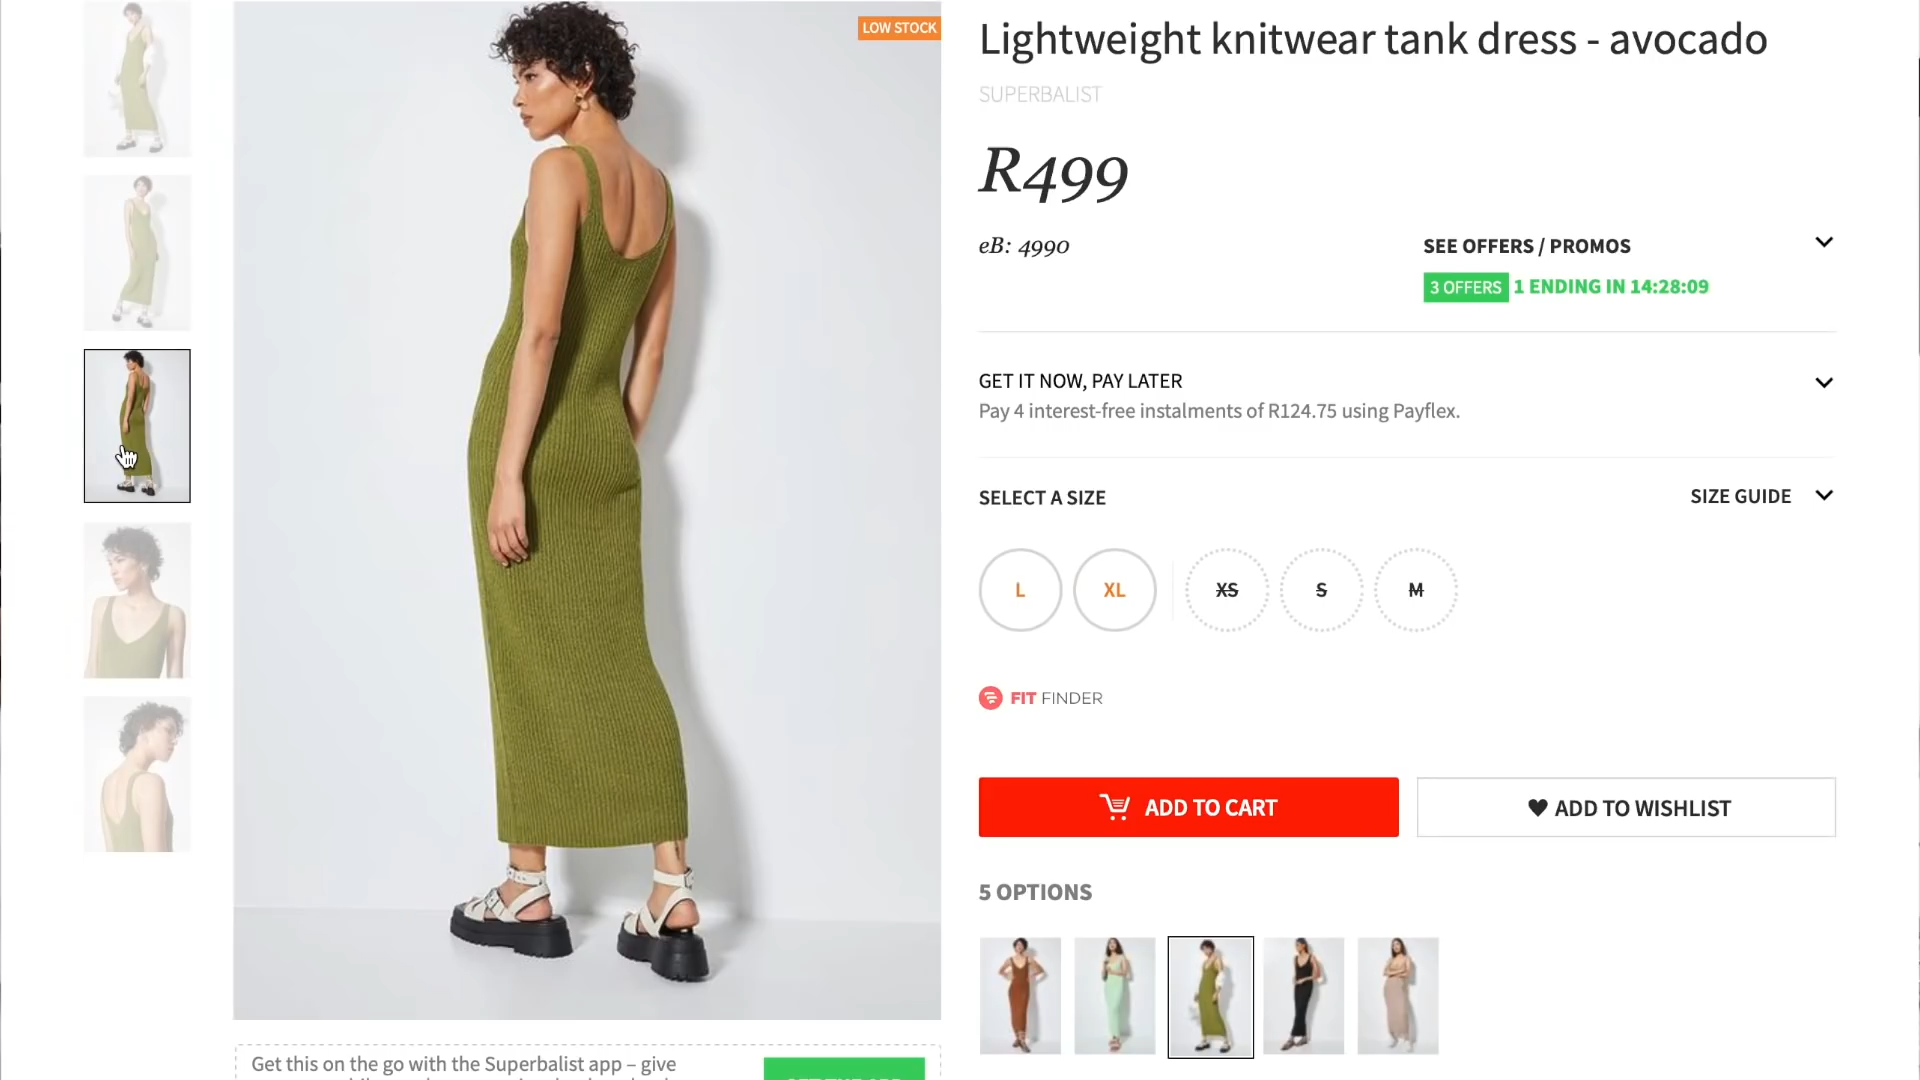 LOW STOCK
Lightweight knitwear tank dress - avocado
SUPERBALIST
R499
eB: 4990
SEE OFFERS / PROMOS
3 OFFERS 1 ENDING IN 14:28:09
GET IT NOW, PAY LATER
Pay 4 interest-free instalments of R124.75 using Payflex.
SELECT A SIZE
SIZE GUIDE
L XL XS S M
FIT FINDER
ADD TO CART
ADD TO WISHLIST
5 OPTIONS
Get this on the go with the Superbalist app – give